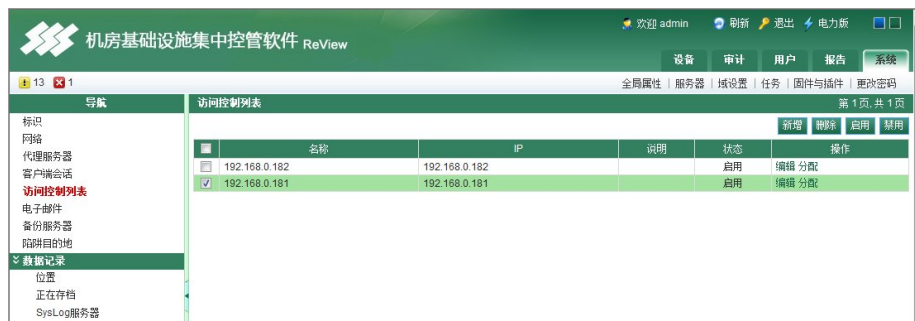 欢迎 admin 刷新 退出 电力版
机房基础设施集中控管软件 ReView
设备 审计 用户 报告 系统
13 1 全局属性 | 服务器 | 域设置 | 任务 | 固件与插件 | 更改密码
导航 访问控制列表 第1页,共1页
标识 新增 删除 启用 禁用
网络 名称 IP 说明 状态 操作
代理服务器 192.168.0.182 192.168.0.182 启用 编辑 分配
客户端会话 192.168.0.181 192.168.0.181 启用 编辑 分配
访问控制列表
电子邮件
备份服务器
陷阱目的地
数据记录
位置
正在存档
SysLog服务器